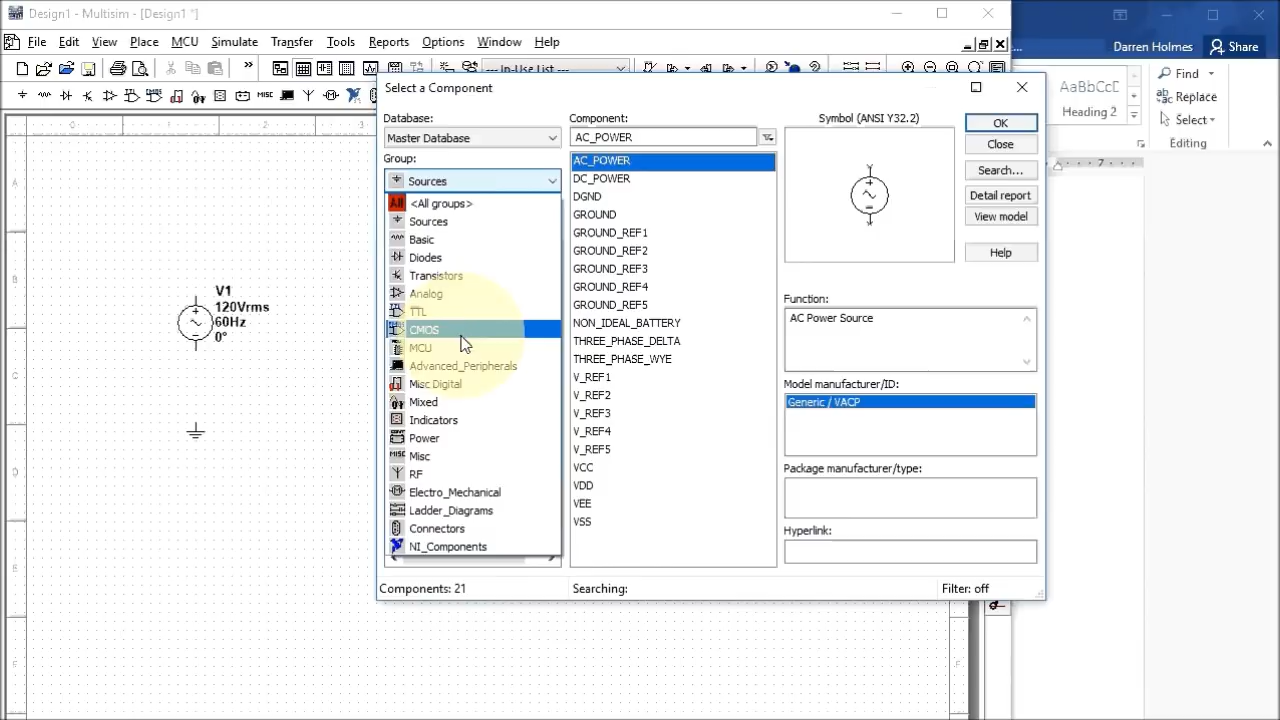 Design1 - Multisim - [Design1 *]
File Edit View Place MCU Simulate Transfer Tools Reports Options Window Help
Darren Holmes Share
--- In-Use List ---
Select a Component
Database:
Master Database
Group:
Sources
<All groups>
Sources
Basic
Diodes
Transistors
Analog
TTL
CMOS
MCU
Advanced_Peripherals
Misc Digital
Mixed
Indicators
Power
Misc
RF
Electro_Mechanical
Ladder_Diagrams
Connectors
NI_Components
Component:
AC_POWER
AC_POWER
DC_POWER
DGND
GROUND
GROUND_REF1
GROUND_REF2
GROUND_REF3
GROUND_REF4
GROUND_REF5
NON_IDEAL_BATTERY
THREE_PHASE_DELTA
THREE_PHASE_WYE
V_REF1
V_REF2
V_REF3
V_REF4
V_REF5
VCC
VDD
VEE
VSS
Symbol (ANSI Y32.2)
OK
Close
Search...
Detail report
View model
Help
Function:
AC Power Source
Model manufacturer/ID:
Generic / VACP
Package manufacturer/type:
Hyperlink:
Components: 21 Searching: Filter: off
V1
120Vrms
60Hz
0°
AaBbCcC
Heading 2
Find
Replace
Select
Editing
7
A
B
C
D
2
MISC